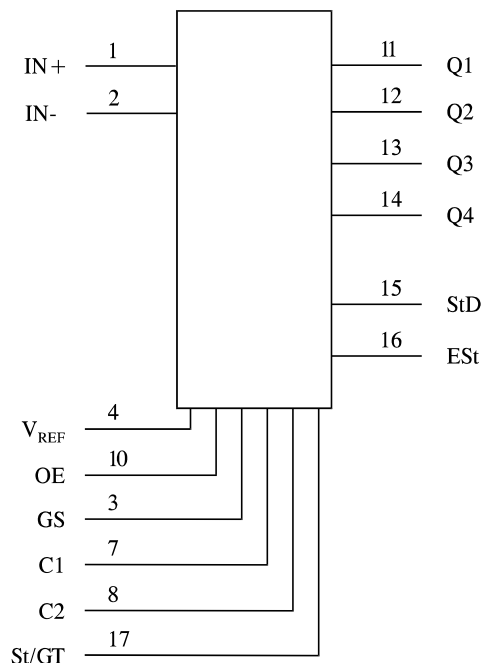 1 11
IN+ Q1
2 12
IN- Q2
13
Q3
14
Q4
15
StD
16
ESt
4
VREF
10
OE
3
GS
7
C1
8
C2
17
St/GT